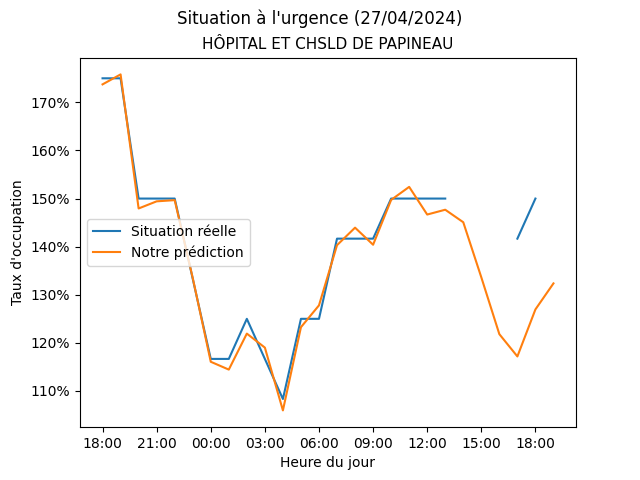 Situation à l'urgence (27/04/2024)
HÔPITAL ET CHSLD DE PAPINEAU
Taux d'occupation
170%
160%
150%
140%
130%
120%
110%
Situation réelle
Notre prédiction
18:00 21:00 00:00 03:00 06:00 09:00 12:00 15:00 18:00
Heure du jour